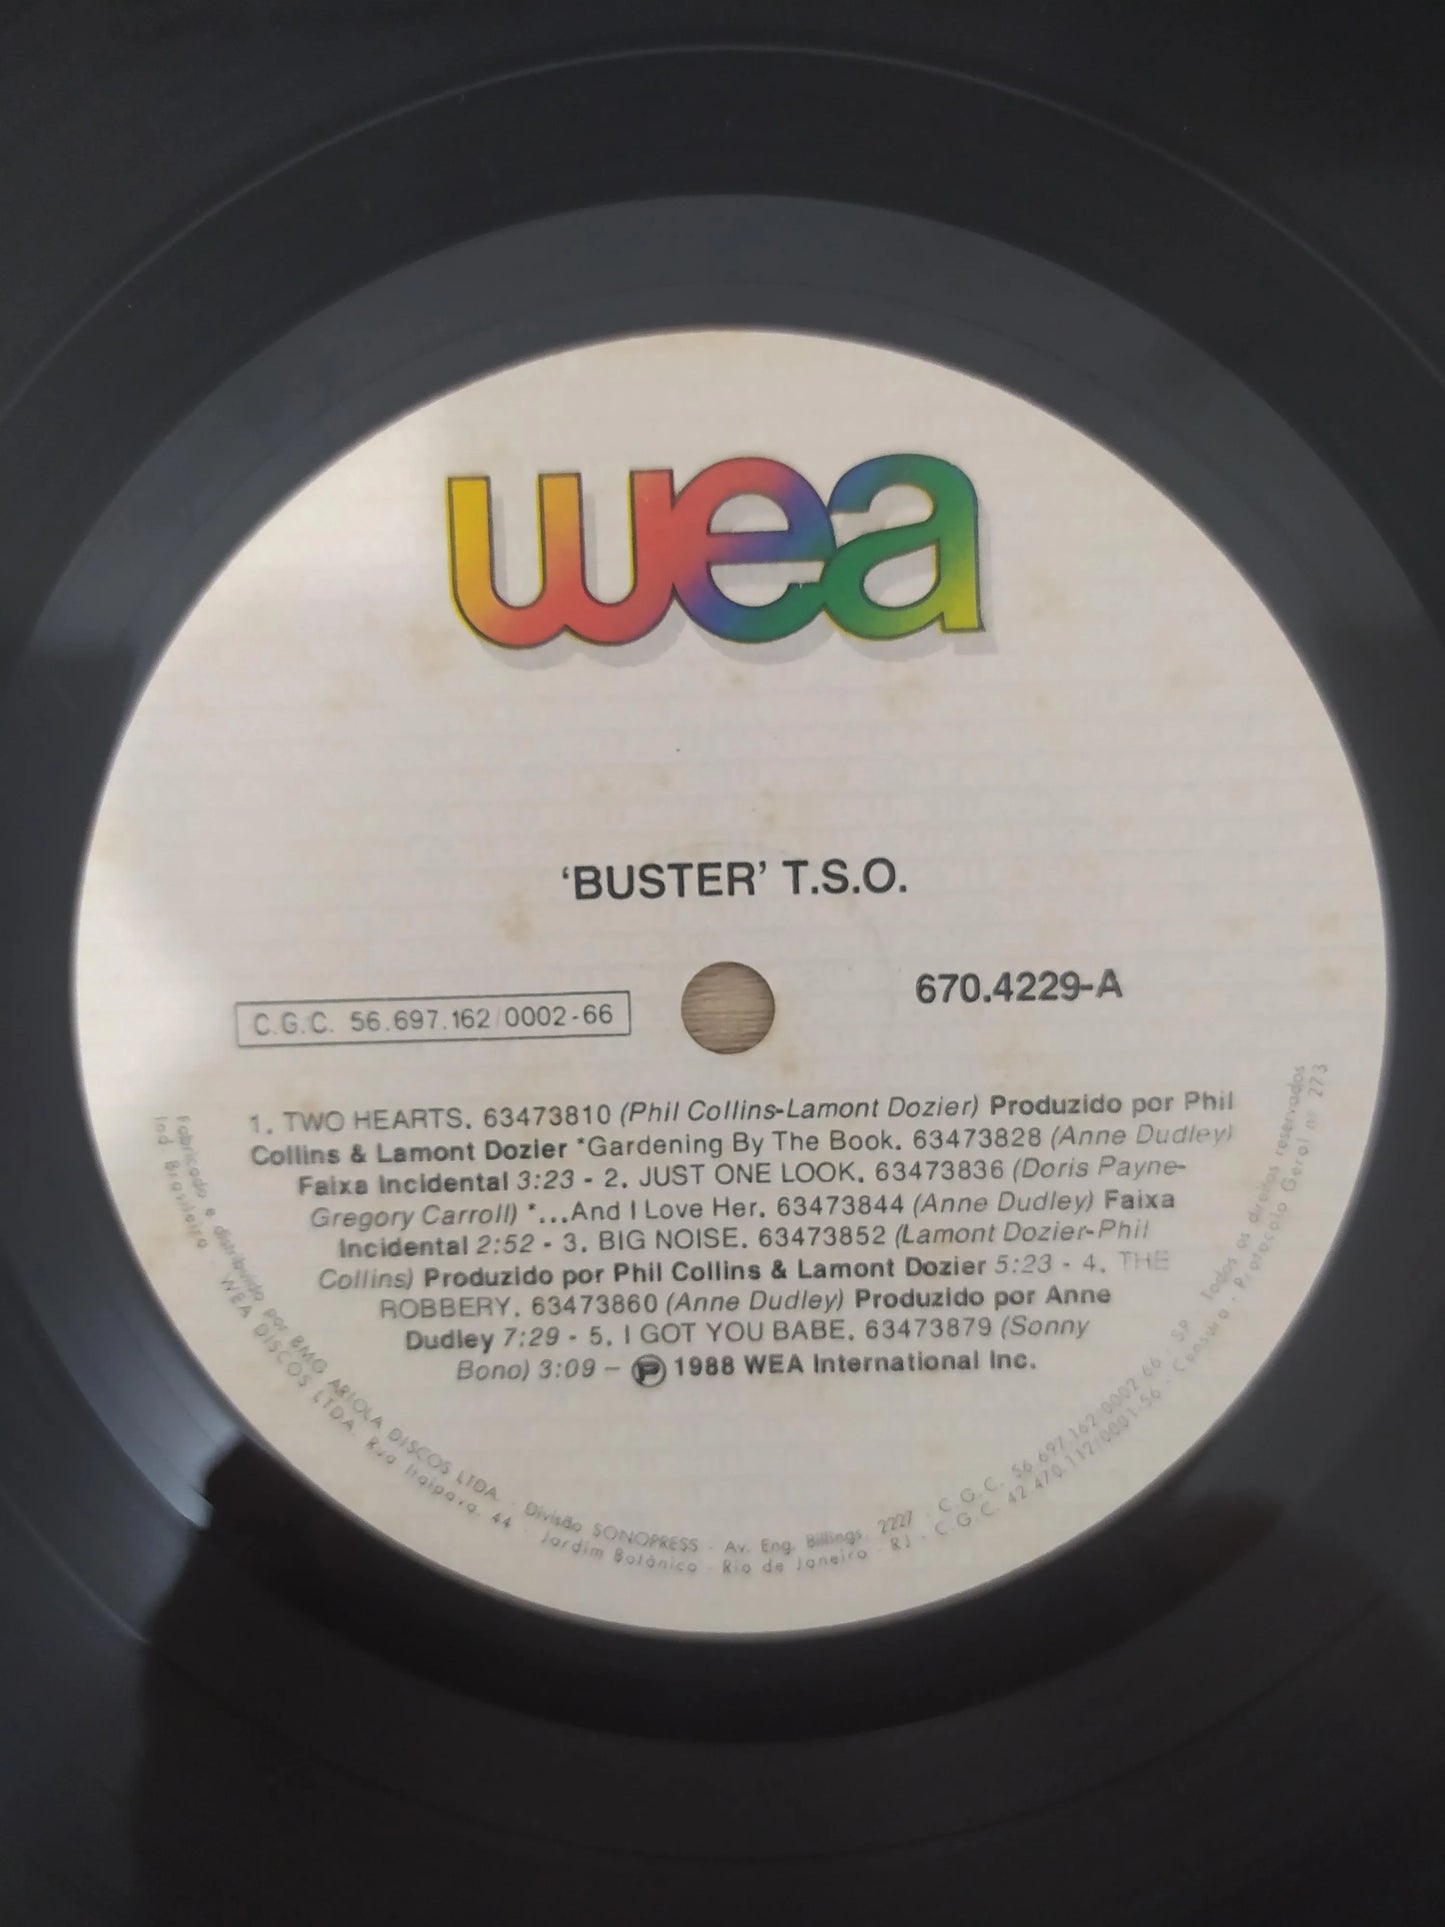 wea
'BUSTER' T.S.O.
670.4229-A
C.G.C. 56.697.162/0002-66
1. TWO HEARTS. 63473810 (Phil Collins-Lamont Dozier) Produzido por Phil
Collins & Lamont Dozier *Gardening By The Book. 63473828 (Anne Dudley)
Faixa Incidental 3:23 - 2. JUST ONE LOOK. 63473836 (Doris Payne-
Gregory Carroll) *...And I Love Her. 63473844 (Anne Dudley) Faixa
Incidental 2:52 - 3. BIG NOISE. 63473852 (Lamont Dozier-Phil
Collins) Produzido por Phil Collins & Lamont Dozier 5:23 - 4. THE
ROBBERY. 63473860 (Anne Dudley) Produzido por Anne
Dudley 7:29 - 5. I GOT YOU BABE. 63473879 (Sonny
Bono) 3:09 – Ⓟ 1988 WEA International Inc.
Fabricado e distribuído por BMG ARIOLA DISCOS LTDA. - Divisão SONOPRESS - Av. Eng. Billings, 2227 - C.G.C. 56.697.162/0002-66 - S.P. Todos os direitos reservados
Ind. Brasileira - WEA DISCOS LTDA. Rua Itaipava, 44 - Jardim Botânico - Rio de Janeiro - RJ - C.G.C. 42.470.112/0001-56 - Censura - Protocolo Geral nº 273